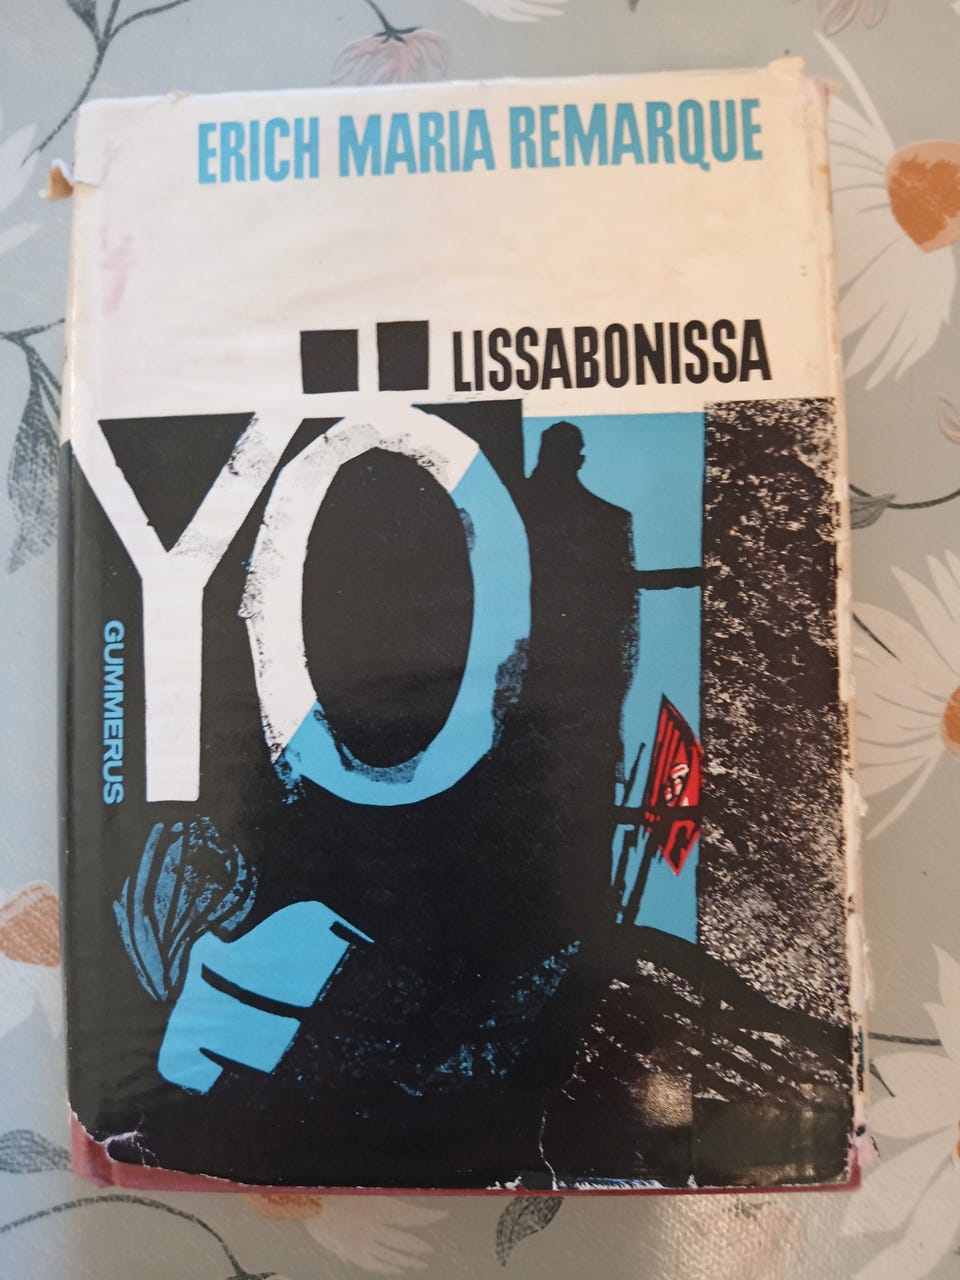 ERICH MARIA REMARQUE
YÖ LISSABONISSA
GUMMERUS